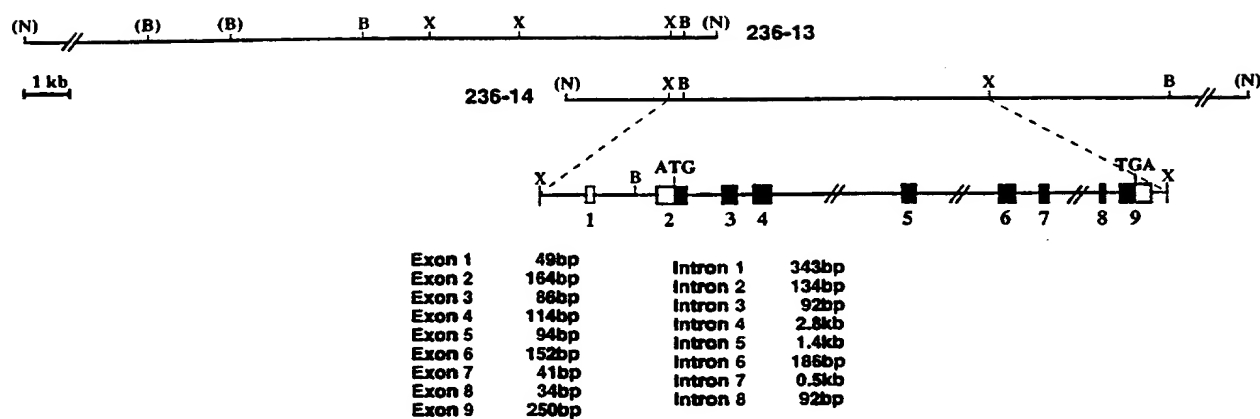 (N) (B) (B) B X X X B (N) 236-13
1 kb
236-14 (N) X B X B (N)
X B ATG TGA X
1 2 3 4 5 6 7 8 9
Exon 1 49bp
Exon 2 164bp
Exon 3 86bp
Exon 4 114bp
Exon 5 94bp
Exon 6 152bp
Exon 7 41bp
Exon 8 34bp
Exon 9 250bp
Intron 1 343bp
Intron 2 134bp
Intron 3 92bp
Intron 4 2.8kb
Intron 5 1.4kb
Intron 6 186bp
Intron 7 0.5kb
Intron 8 92bp